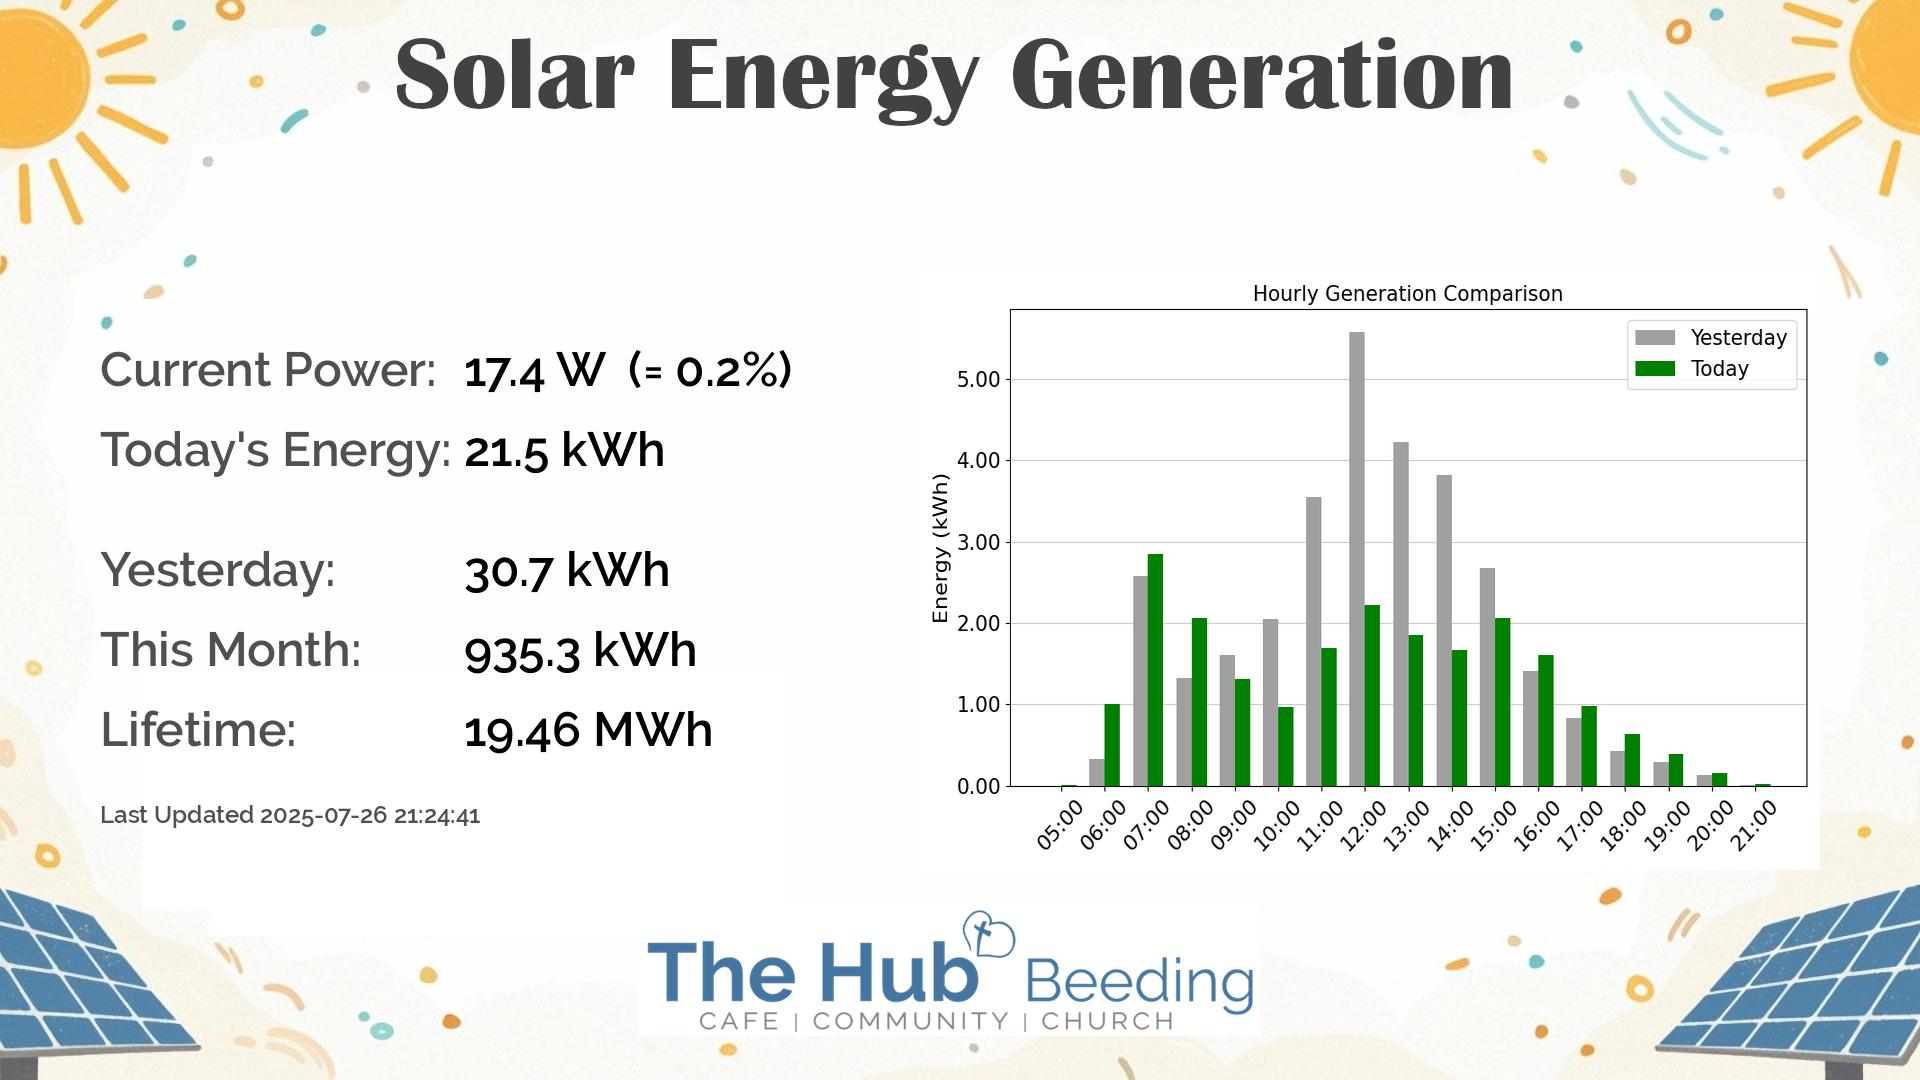 Solar Energy Generation
Current Power: 17.4 W (= 0.2%)
Today's Energy: 21.5 kWh
Yesterday: 30.7 kWh
This Month: 935.3 kWh
Lifetime: 19.46 MWh
Last Updated 2025-07-26 21:24:41
Hourly Generation Comparison
Yesterday
Today
Energy (kWh)
5.00
4.00
3.00
2.00
1.00
0.00
05:00 06:00 07:00 08:00 09:00 10:00 11:00 12:00 13:00 14:00 15:00 16:00 17:00 18:00 19:00 20:00 21:00
The Hub Beeding
CAFE | COMMUNITY | CHURCH